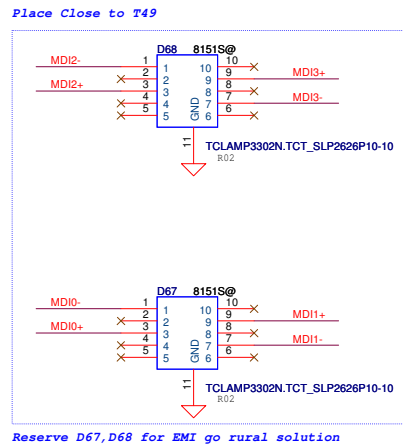 Place Close to T49
D68 8151S@
MDI2- 1 1 10 10
2 2 9 9 MDI3+
MDI2+ 3 3 8 8
4 4 7 7 MDI3-
5 5 6 6
GND
11
TCLAMP3302N.TCT_SLP2626P10-10
R02
D67 8151S@
MDI0- 1 1 10 10
2 2 9 9 MDI1+
MDI0+ 3 3 8 8
4 4 7 7 MDI1-
5 5 6 6
GND
11
TCLAMP3302N.TCT_SLP2626P10-10
R02
Reserve D67,D68 for EMI go rural solution